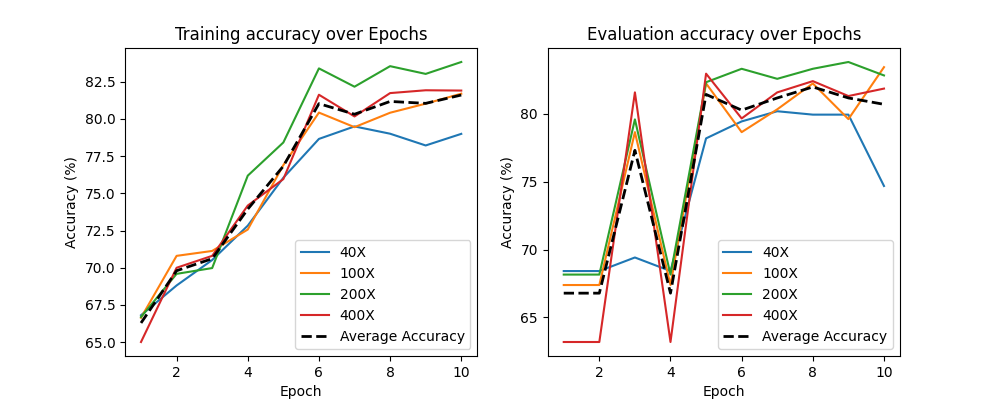 Training accuracy over Epochs
Accuracy (%)
82.5
80.0
77.5
75.0
72.5
70.0
67.5
65.0
2 4 6 8 10
Epoch
40X
100X
200X
400X
Average Accuracy
Evaluation accuracy over Epochs
Accuracy (%)
80
75
70
65
2 4 6 8 10
Epoch
40X
100X
200X
400X
Average Accuracy